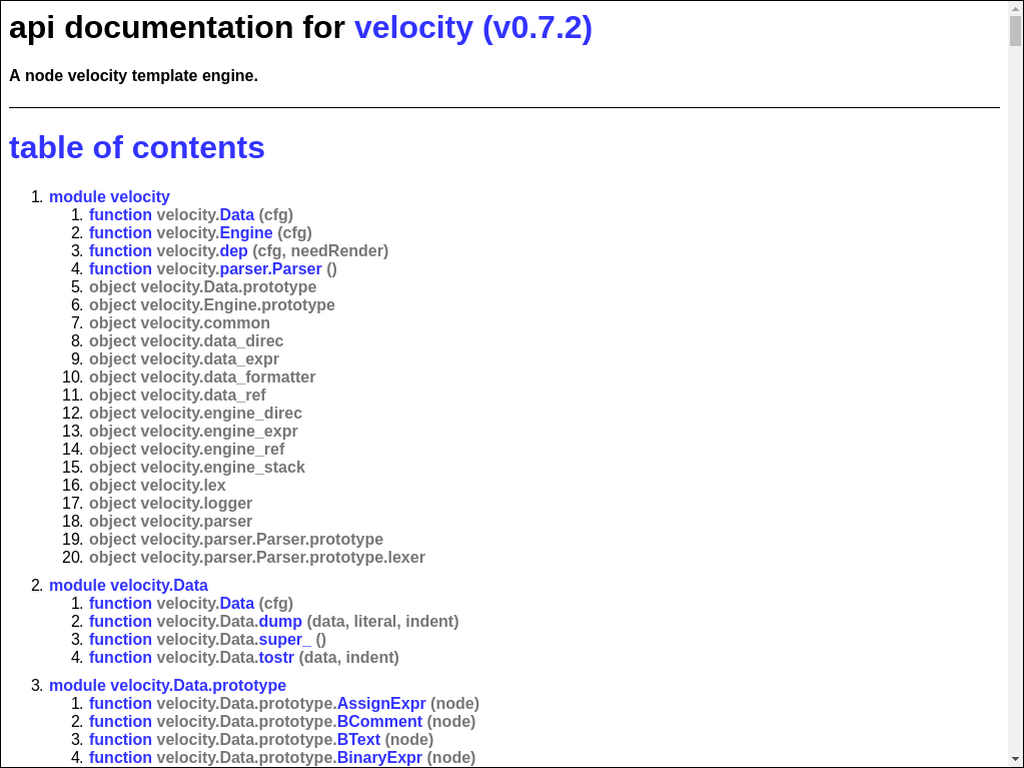 api documentation for velocity (v0.7.2)
A node velocity template engine.
table of contents
1. module velocity
1. function velocity.Data (cfg)
2. function velocity.Engine (cfg)
3. function velocity.dep (cfg, needRender)
4. function velocity.parser.Parser ()
5. object velocity.Data.prototype
6. object velocity.Engine.prototype
7. object velocity.common
8. object velocity.data_direc
9. object velocity.data_expr
10. object velocity.data_formatter
11. object velocity.data_ref
12. object velocity.engine_direc
13. object velocity.engine_expr
14. object velocity.engine_ref
15. object velocity.engine_stack
16. object velocity.lex
17. object velocity.logger
18. object velocity.parser
19. object velocity.parser.Parser.prototype
20. object velocity.parser.Parser.prototype.lexer
2. module velocity.Data
1. function velocity.Data (cfg)
2. function velocity.Data.dump (data, literal, indent)
3. function velocity.Data.super_ ()
4. function velocity.Data.tostr (data, indent)
3. module velocity.Data.prototype
1. function velocity.Data.prototype.AssignExpr (node)
2. function velocity.Data.prototype.BComment (node)
3. function velocity.Data.prototype.BText (node)
4. function velocity.Data.prototype.BinaryExpr (node)